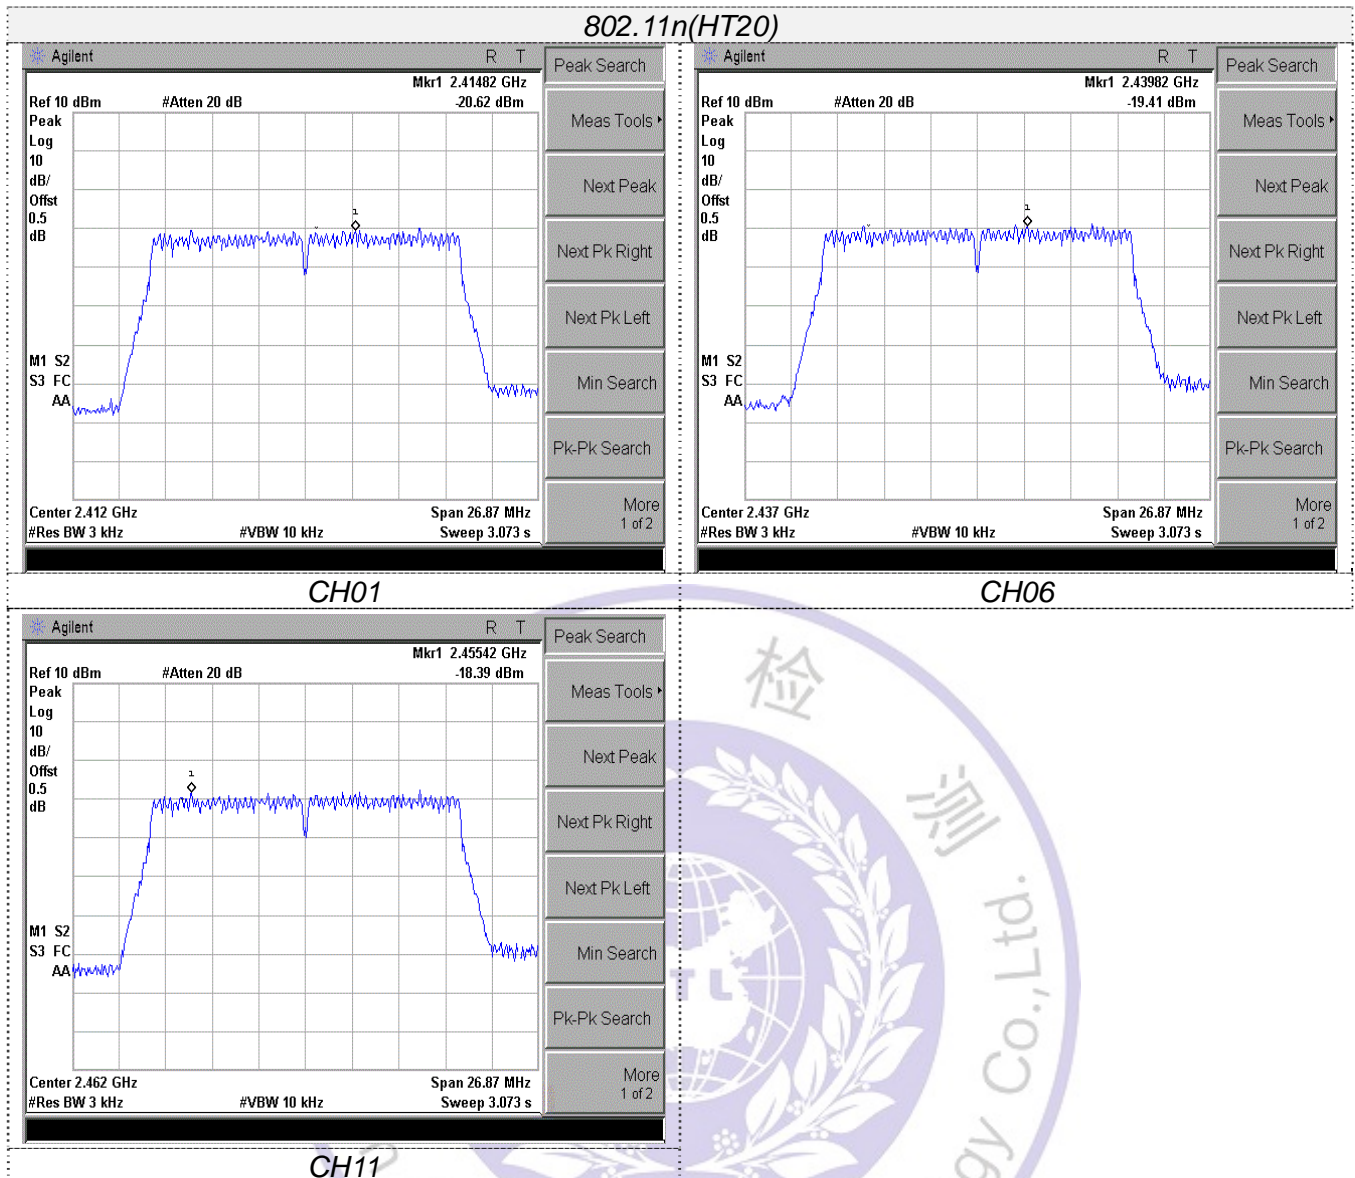 802.11n(HT20)
Agilent R T
Peak Search
Mkr1 2.41482 GHz
Ref 10 dBm #Atten 20 dB -20.62 dBm
Peak
Log
10
dB/
Offst
0.5
dB
1
M1 S2
S3 FC
AA
Center 2.412 GHz Span 26.87 MHz
#Res BW 3 kHz #VBW 10 kHz Sweep 3.073 s
Meas Tools
Next Peak
Next Pk Right
Next Pk Left
Min Search
Pk-Pk Search
More
1 of 2
Agilent R T
Peak Search
Mkr1 2.43982 GHz
Ref 10 dBm #Atten 20 dB -19.41 dBm
Peak
Log
10
dB/
Offst
0.5
dB
1
M1 S2
S3 FC
AA
Center 2.437 GHz Span 26.87 MHz
#Res BW 3 kHz #VBW 10 kHz Sweep 3.073 s
Meas Tools
Next Peak
Next Pk Right
Next Pk Left
Min Search
Pk-Pk Search
More
1 of 2
CH01
CH06
Agilent R T
Peak Search
Mkr1 2.45542 GHz
Ref 10 dBm #Atten 20 dB -18.39 dBm
Peak
Log
10
dB/
Offst
0.5
dB
1
M1 S2
S3 FC
AA
Center 2.462 GHz Span 26.87 MHz
#Res BW 3 kHz #VBW 10 kHz Sweep 3.073 s
Meas Tools
Next Peak
Next Pk Right
Next Pk Left
Min Search
Pk-Pk Search
More
1 of 2
CH11
检测
Co.,Ltd.